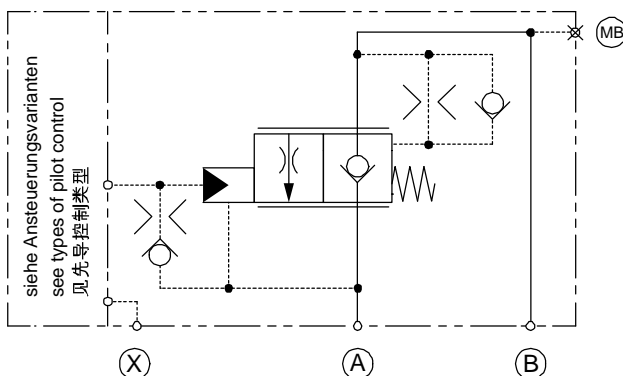 siehe Ansteuerungsvarianten
see types of pilot control
见先导控制类型
MB
X
A
B